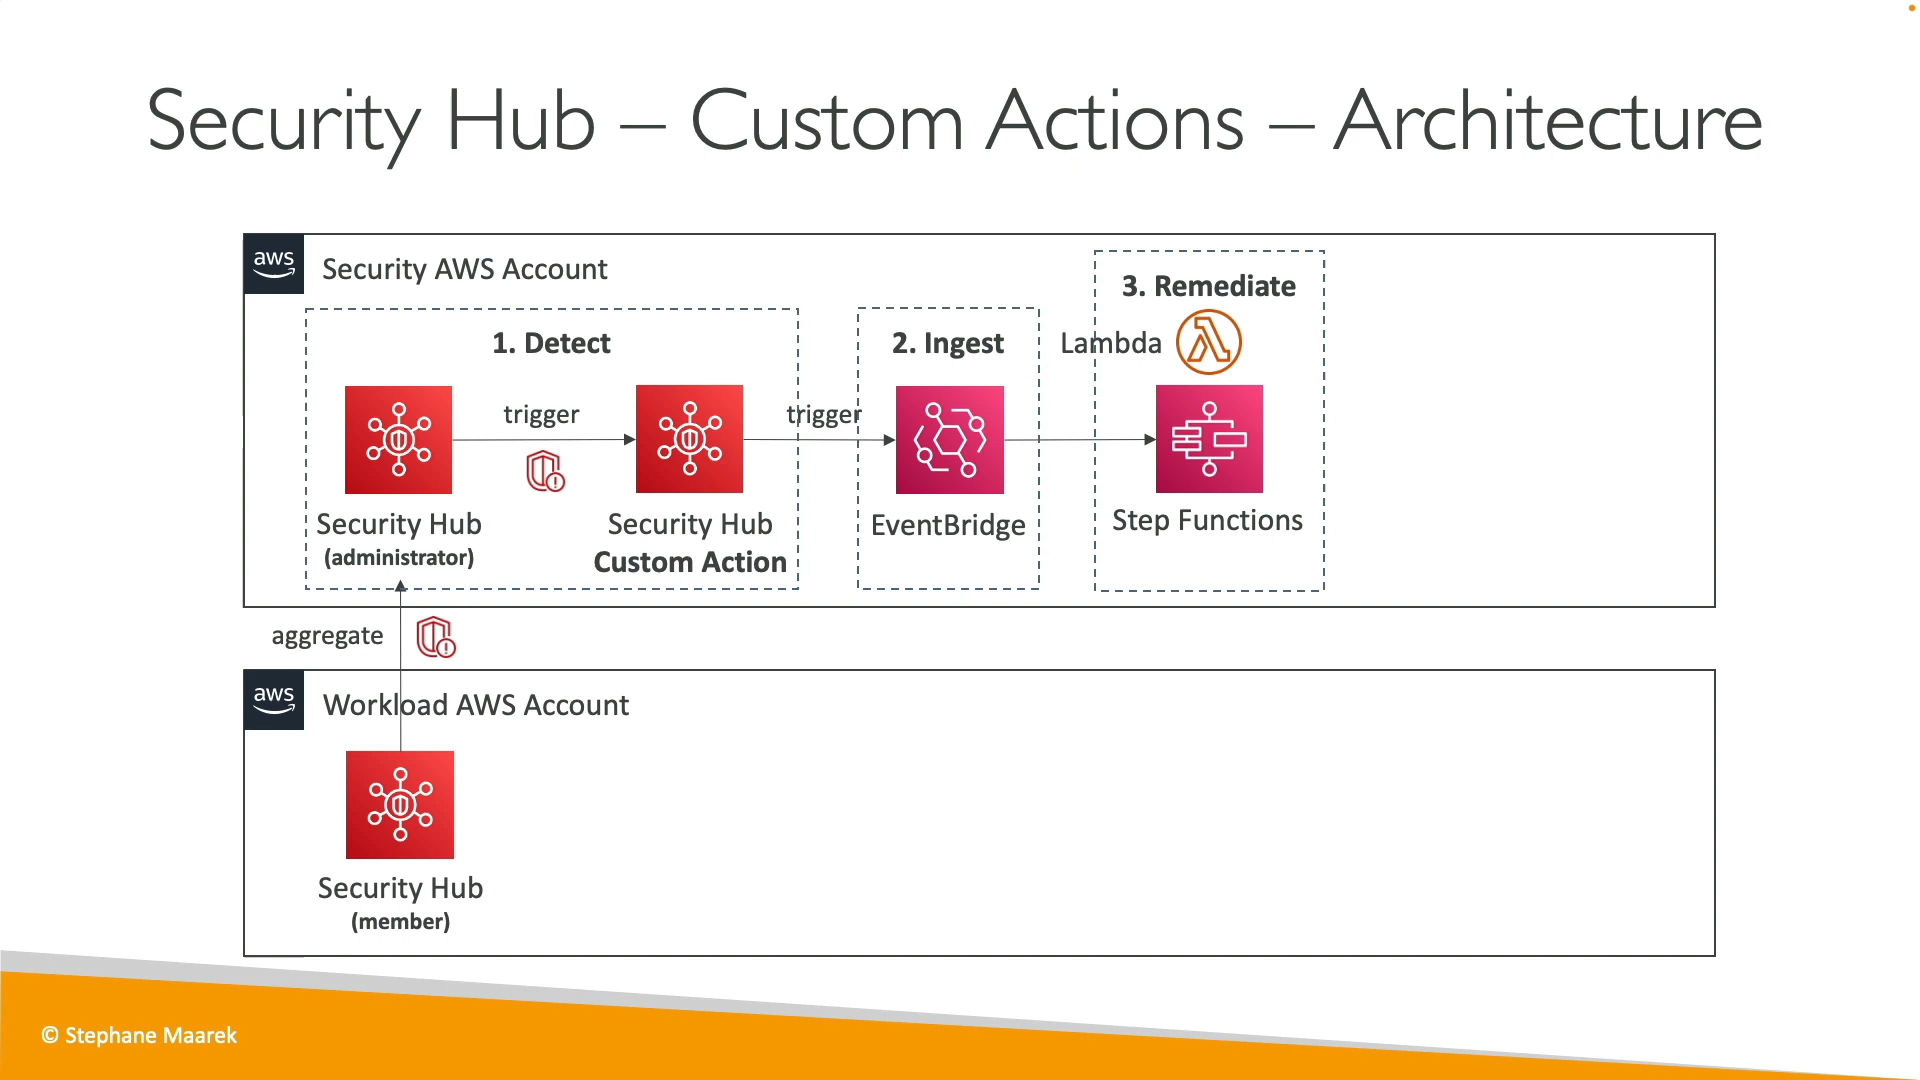 Security Hub – Custom Actions – Architecture
aws
Security AWS Account
1. Detect
2. Ingest
3. Remediate
Lambda
trigger
trigger
Security Hub
(administrator)
Security Hub
Custom Action
EventBridge
Step Functions
aggregate
aws
Workload AWS Account
Security Hub
(member)
© Stephane Maarek